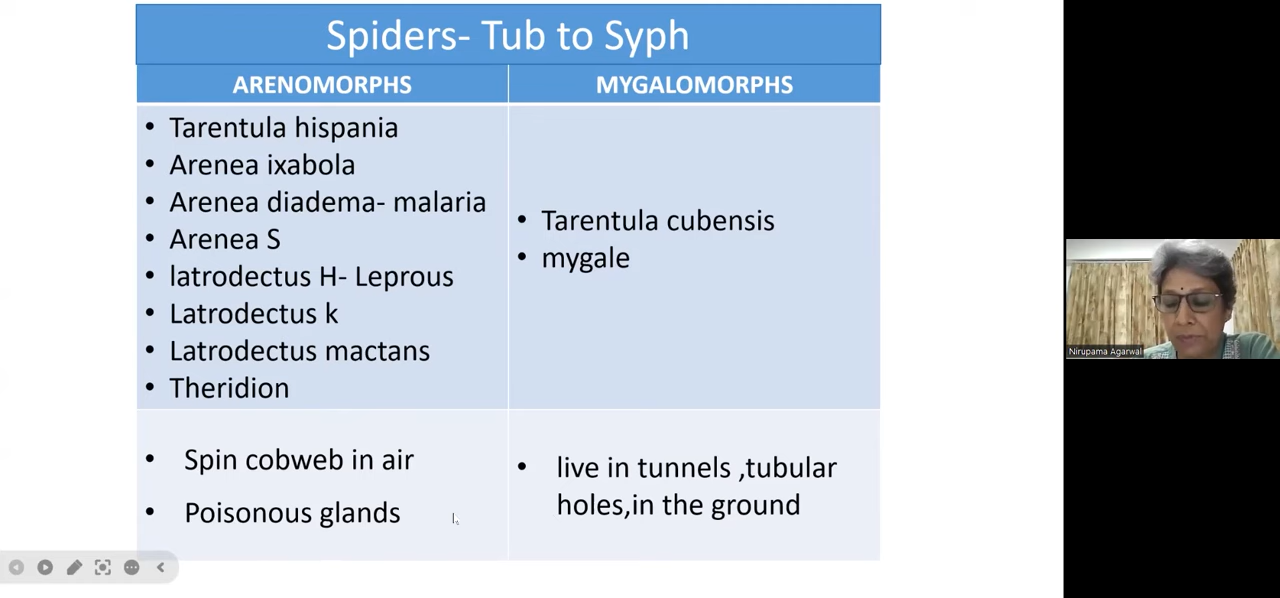 Spiders- Tub to Syph
ARENOMORPHS
MYGALOMORPHS
• Tarentula hispania
• Arenea ixabola
• Arenea diadema- malaria
• Arenea S
• latrodectus H- Leprous
• Latrodectus k
• Latrodectus mactans
• Theridion
• Tarentula cubensis
• mygale
• Spin cobweb in air
• Poisonous glands
• live in tunnels ,tubular
holes,in the ground
Nirupama Agarwal